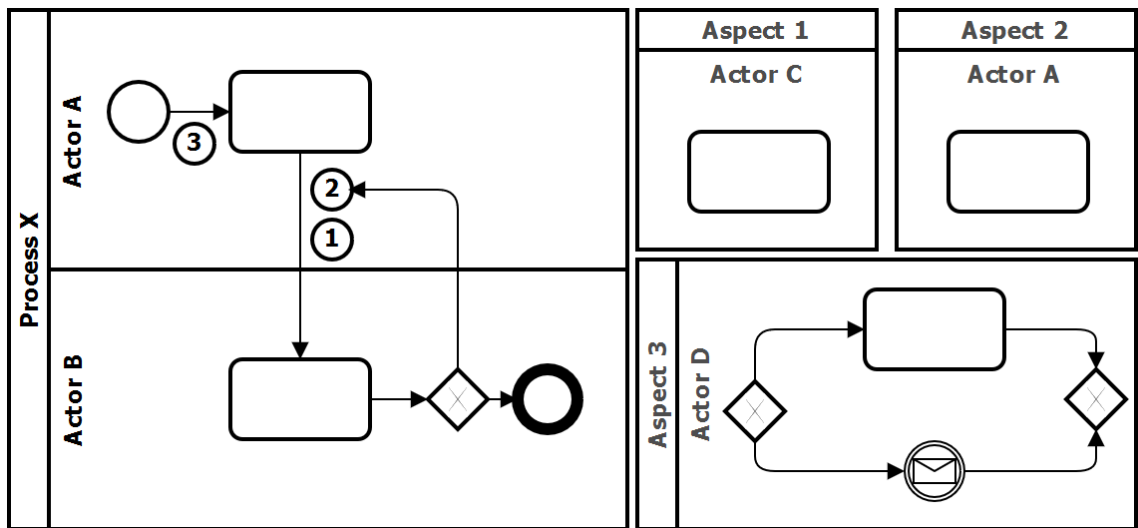 Process X
Actor A
3
2
1
Actor B
Aspect 1
Actor C
Aspect 2
Actor A
Aspect 3
Actor D